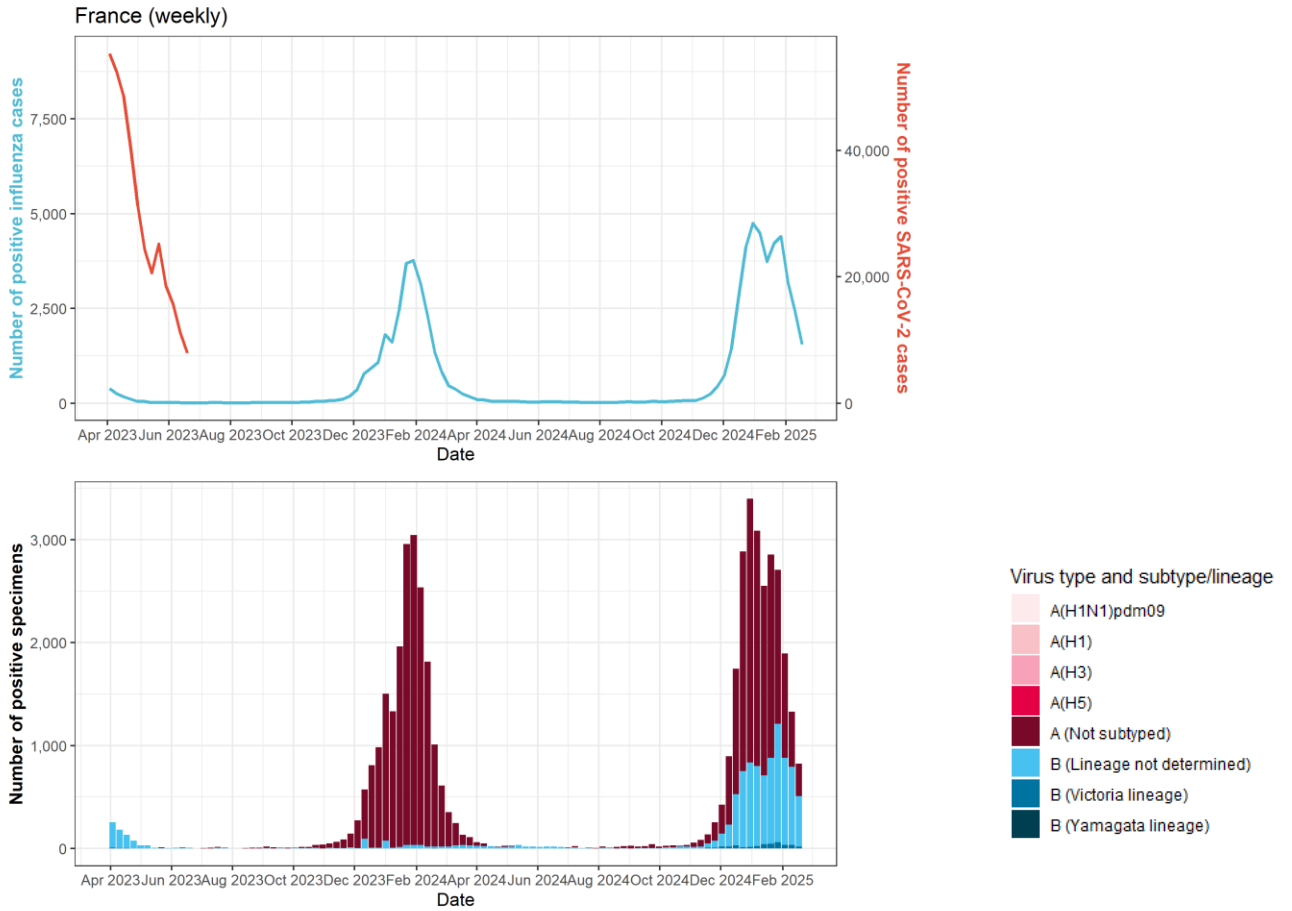 France (weekly)
Number of positive influenza cases
7,500
5,000
2,500
0
Number of positive SARS-CoV-2 cases
40,000
20,000
0
Apr 2023 Jun 2023 Aug 2023 Oct 2023 Dec 2023 Feb 2024 Apr 2024 Jun 2024 Aug 2024 Oct 2024 Dec 2024 Feb 2025
Date
Number of positive specimens
3,000
2,000
1,000
0
Apr 2023 Jun 2023 Aug 2023 Oct 2023 Dec 2023 Feb 2024 Apr 2024 Jun 2024 Aug 2024 Oct 2024 Dec 2024 Feb 2025
Date
Virus type and subtype/lineage
A(H1N1)pdm09
A(H1)
A(H3)
A(H5)
A (Not subtyped)
B (Lineage not determined)
B (Victoria lineage)
B (Yamagata lineage)